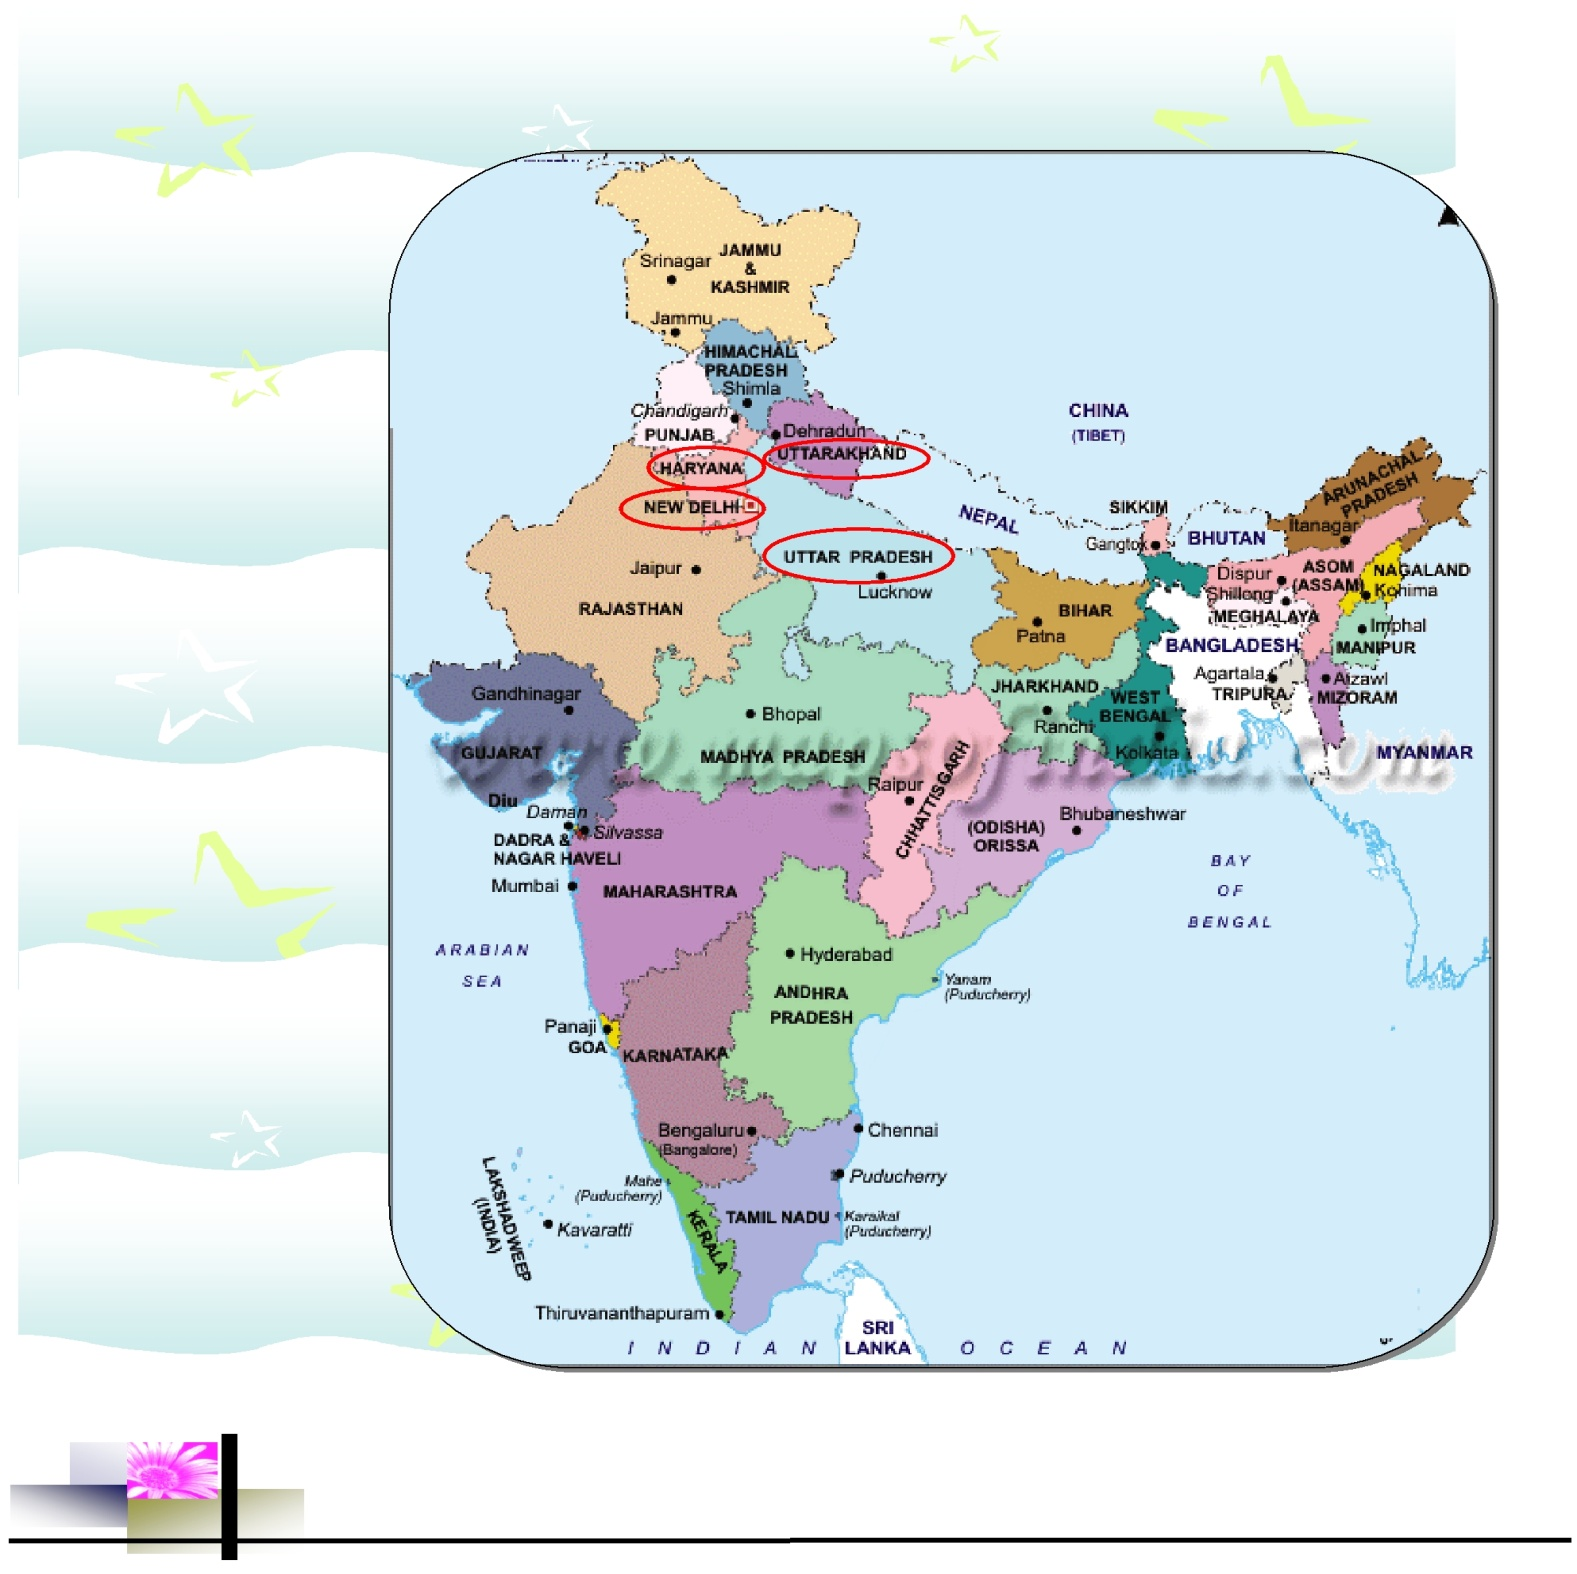 JAMMU
&
KASHMIR
Srinagar
Jammu
HIMACHAL
PRADESH
Shimla
Chandigarh
PUNJAB
Dehradun
UTTARAKHAND
HARYANA
NEW DELHI
CHINA
(TIBET)
NEPAL
UTTAR PRADESH
Lucknow
Jaipur
RAJASTHAN
SIKKIM
Gangtok
BHUTAN
ARUNACHAL
PRADESH
Itanagar
Dispur
ASOM
(ASSAM)
NAGALAND
Kohima
Shillong
MEGHALAYA
Imphal
MANIPUR
BANGLADESH
Agartala
TRIPURA
Aizawl
MIZORAM
MYANMAR
BIHAR
Patna
JHARKHAND
Ranchi
WEST
BENGAL
Kolkata
Gandhinagar
GUJARAT
Bhopal
MADHYA PRADESH
CHHATTISGARH
Raipur
(ODISHA)
ORISSA
Bhubaneshwar
Diu
Daman
Silvassa
DADRA &
NAGAR HAVELI
Mumbai
MAHARASHTRA
BAY
OF
BENGAL
ARABIAN
SEA
Hyderabad
ANDHRA
PRADESH
Yanam
(Puducherry)
Panaji
GOA
KARNATAKA
Bengaluru
(Bangalore)
Chennai
Puducherry
Mahe
(Puducherry)
KERALA
TAMIL NADU
Karaikal
(Puducherry)
LAKSHADWEEP
(INDIA)
Kavaratti
Thiruvananthapuram
SRI
LANKA
INDIAN OCEAN